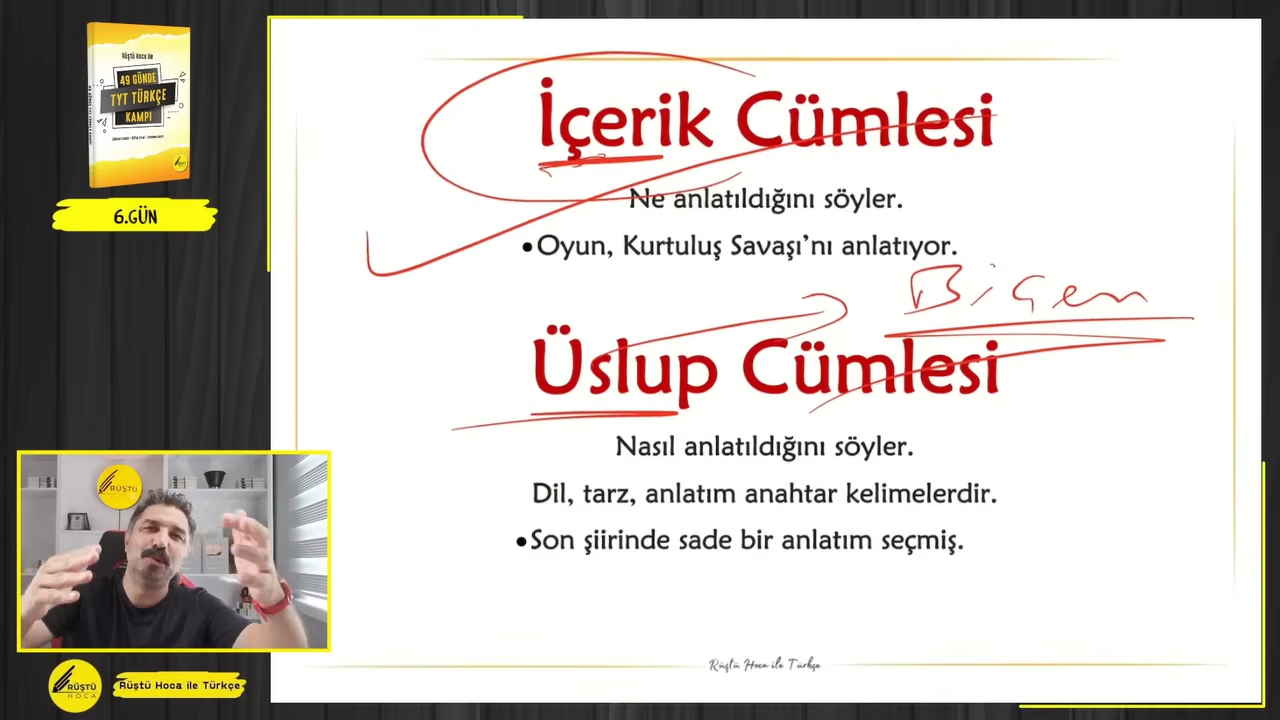 Rüştü Hoca ile
49 GÜNDE
TYT TÜRKÇE
KAMPI
6.GÜN
İçerik Cümlesi
Ne anlatıldığını söyler.
•Oyun, Kurtuluş Savaşı’nı anlatıyor.
Biçem
Üslup Cümlesi
Nasıl anlatıldığını söyler.
Dil, tarz, anlatım anahtar kelimelerdir.
•Son şiirinde sade bir anlatım seçmiş.
RÜŞTÜ
Rüştü Hoca ile Türkçe
RÜŞTÜ
HOCA
Rüştü Hoca ile Türkçe